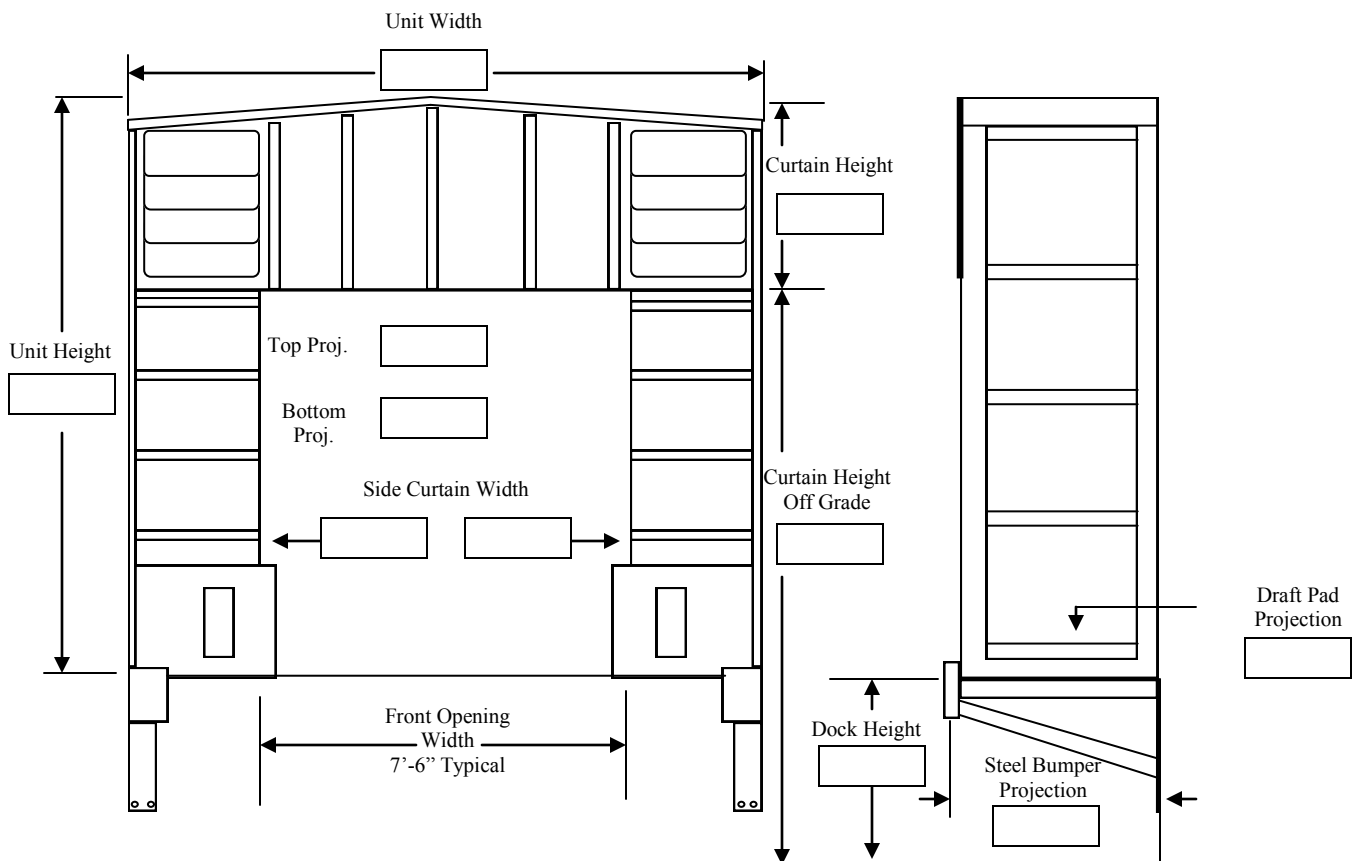 Unit Width
Curtain Height
Unit Height
Top Proj.
Bottom
Proj.
Side Curtain Width
Curtain Height
Off Grade
Draft Pad
Projection
Front Opening
Width
7’-6” Typical
Dock Height
Steel Bumper
Projection